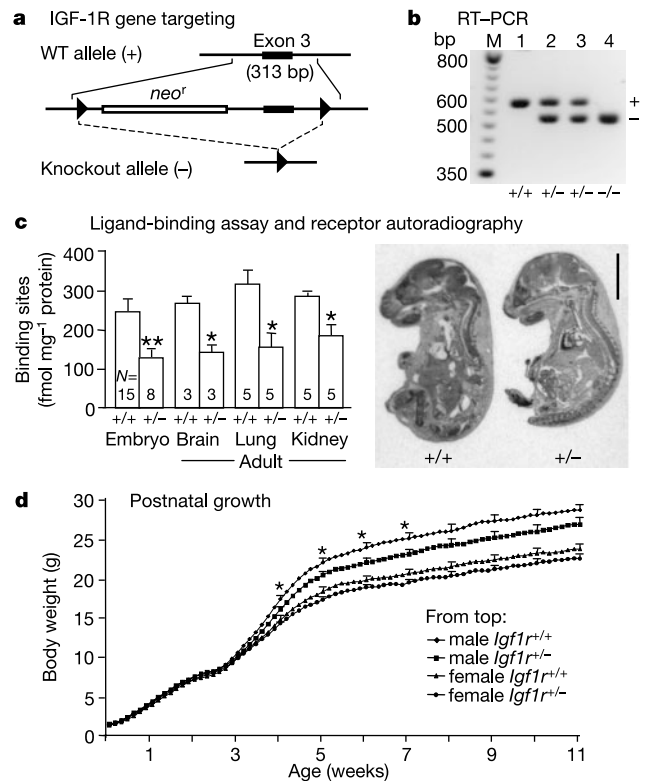 a IGF-1R gene targeting
WT allele (+)
Exon 3
(313 bp)
neoʳ
Knockout allele (–)
b RT–PCR
bp M 1 2 3 4
800
600
500
350
+
–
+/+ +/– +/– –/–
c Ligand-binding assay and receptor autoradiography
Binding sites
(fmol mg⁻¹ protein)
400
300
200
100
0
** * * *
N=
15 8 3 3 5 5 5 5
+/+ +/– +/+ +/– +/+ +/– +/+ +/–
Embryo Brain Lung Kidney
Adult
+/+ +/–
d Postnatal growth
Body weight (g)
30
25
20
15
10
5
0
* * * *
From top:
male Igf1r⁺/⁺
male Igf1r⁺/⁻
female Igf1r⁺/⁺
female Igf1r⁺/⁻
1 3 5 7 9 11
Age (weeks)